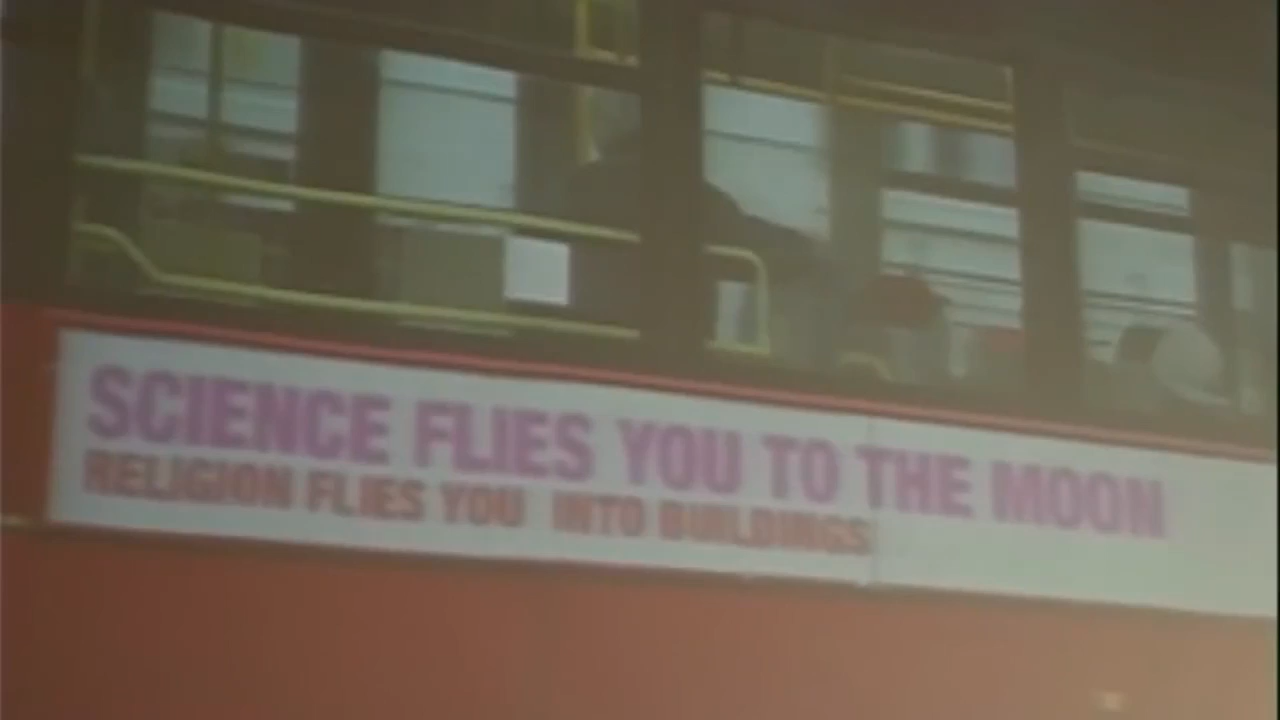 SCIENCE FLIES YOU TO THE MOON
RELIGION FLIES YOU INTO BUILDINGS